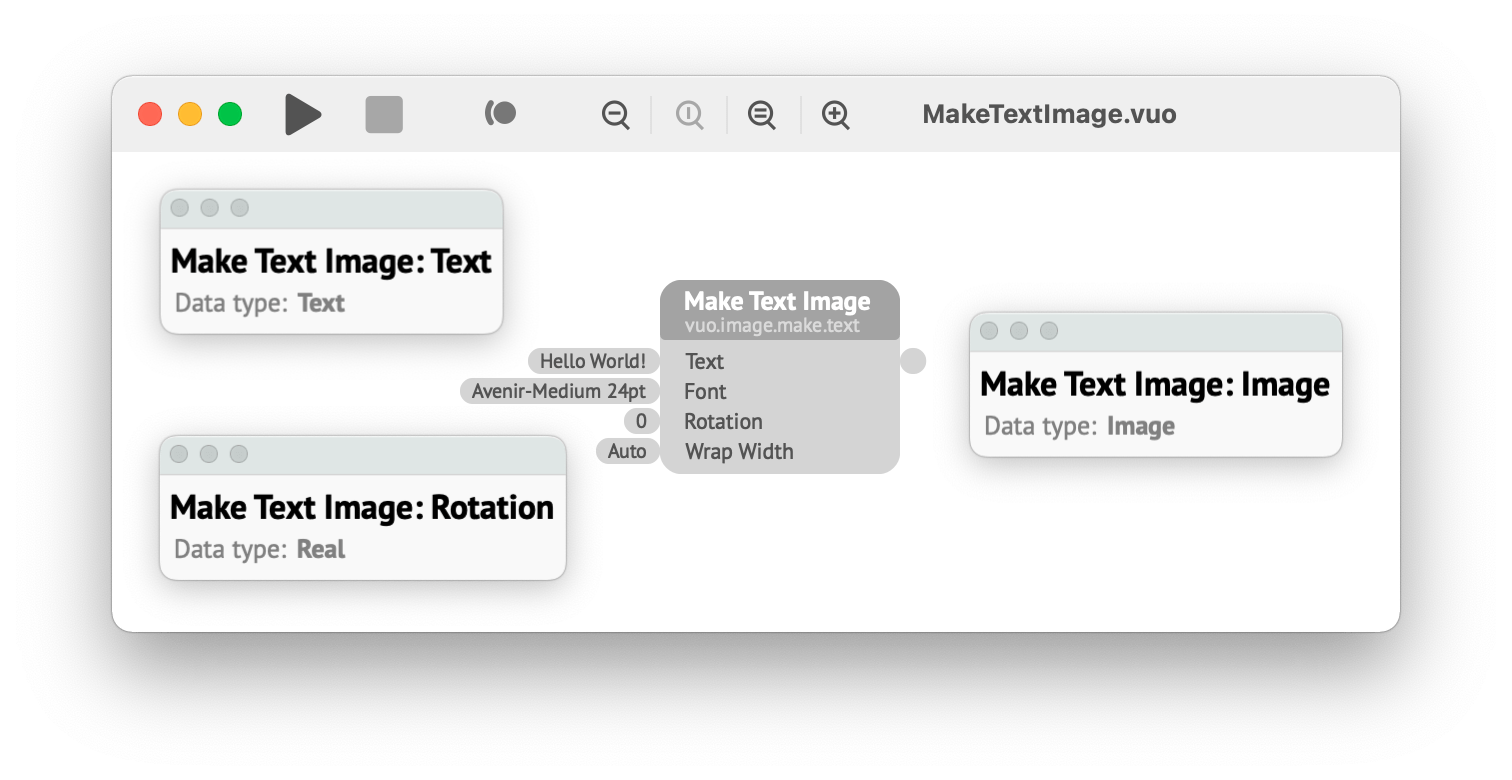 MakeTextImage.vuo
Make Text Image: Text
Data type: Text
Make Text Image
vuo.image.make.text
Hello World! Text
Avenir-Medium 24pt Font
0 Rotation
Auto Wrap Width
Make Text Image: Image
Data type: Image
Make Text Image: Rotation
Data type: Real